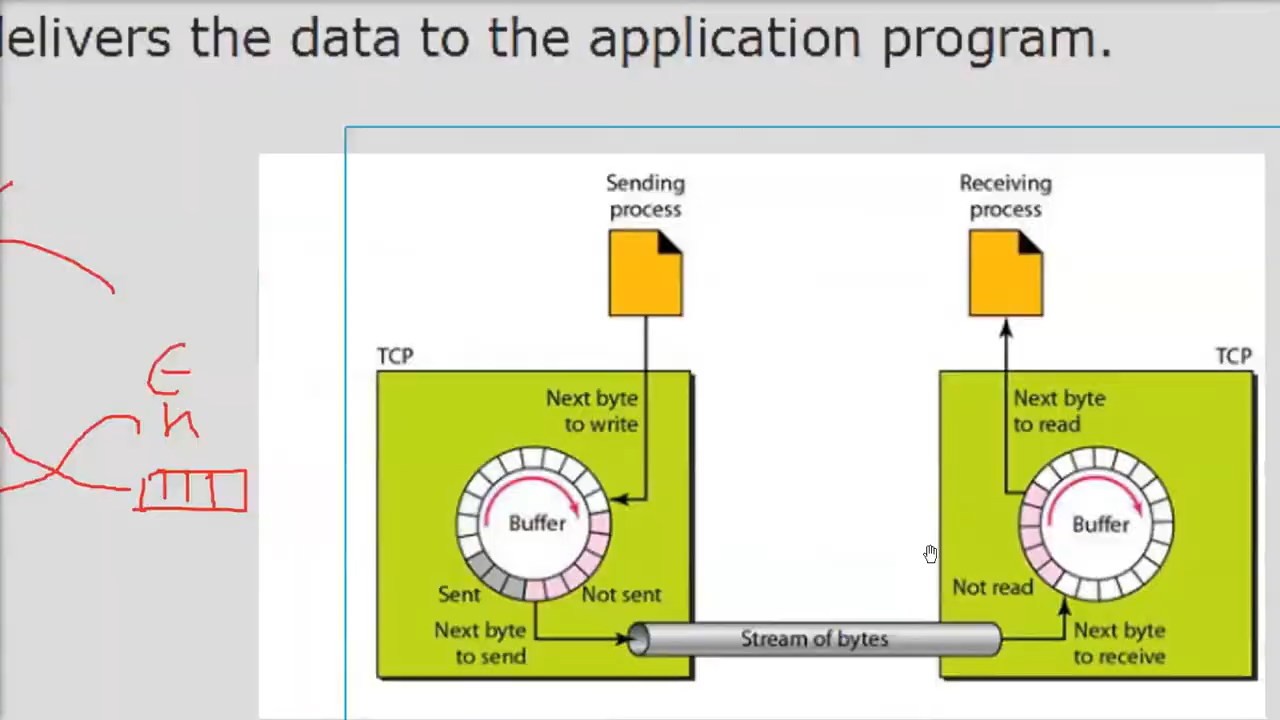 delivers the data to the application program.
Sending
process
Receiving
process
TCP
TCP
Next byte
to write
Next byte
to read
Buffer
Buffer
Sent
Not sent
Not read
Next byte
to send
Stream of bytes
Next byte
to receive